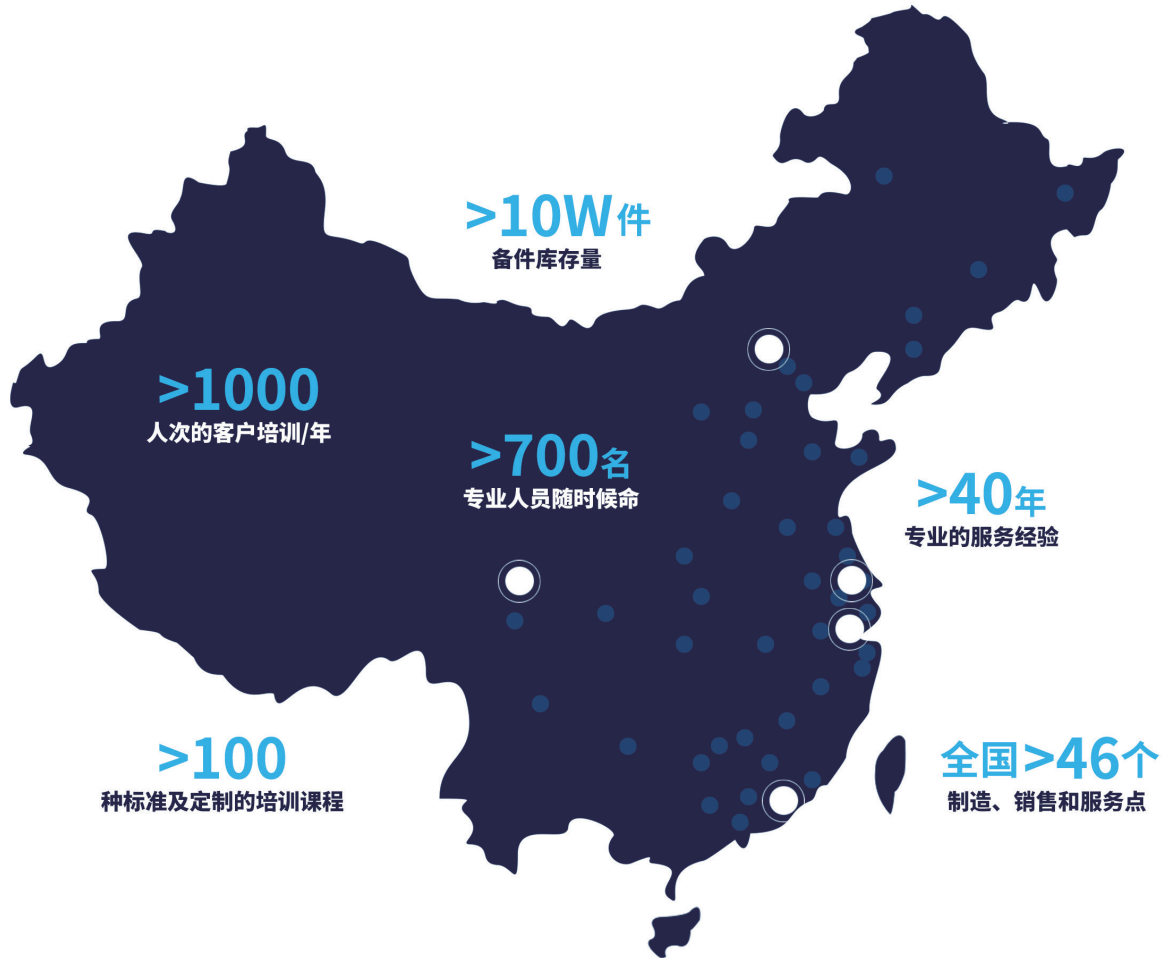 >10W件
备件库存量
>1000
人次的客户培训/年
>700名
专业人员随时候命
>40年
专业的服务经验
>100
种标准及定制的培训课程
全国>46个
制造、销售和服务点